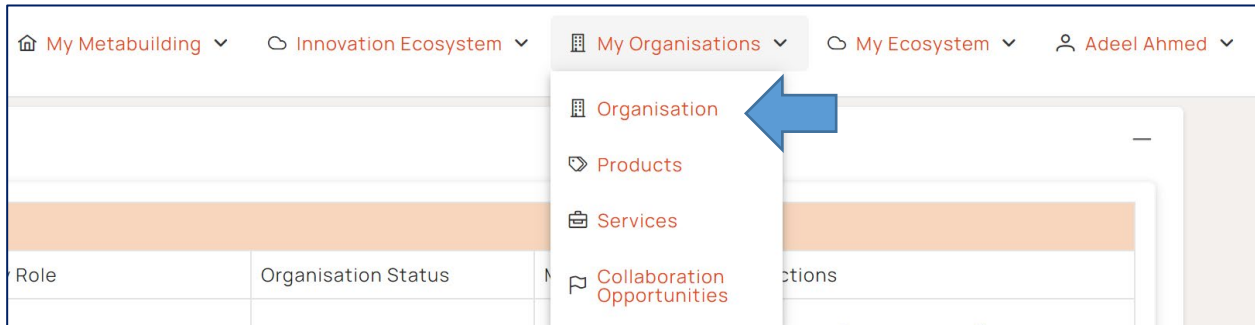 My Metabuilding
Innovation Ecosystem
My Organisations
My Ecosystem
Adeel Ahmed
Organisation
Products
Services
Role
Organisation Status
Collaboration
Opportunities